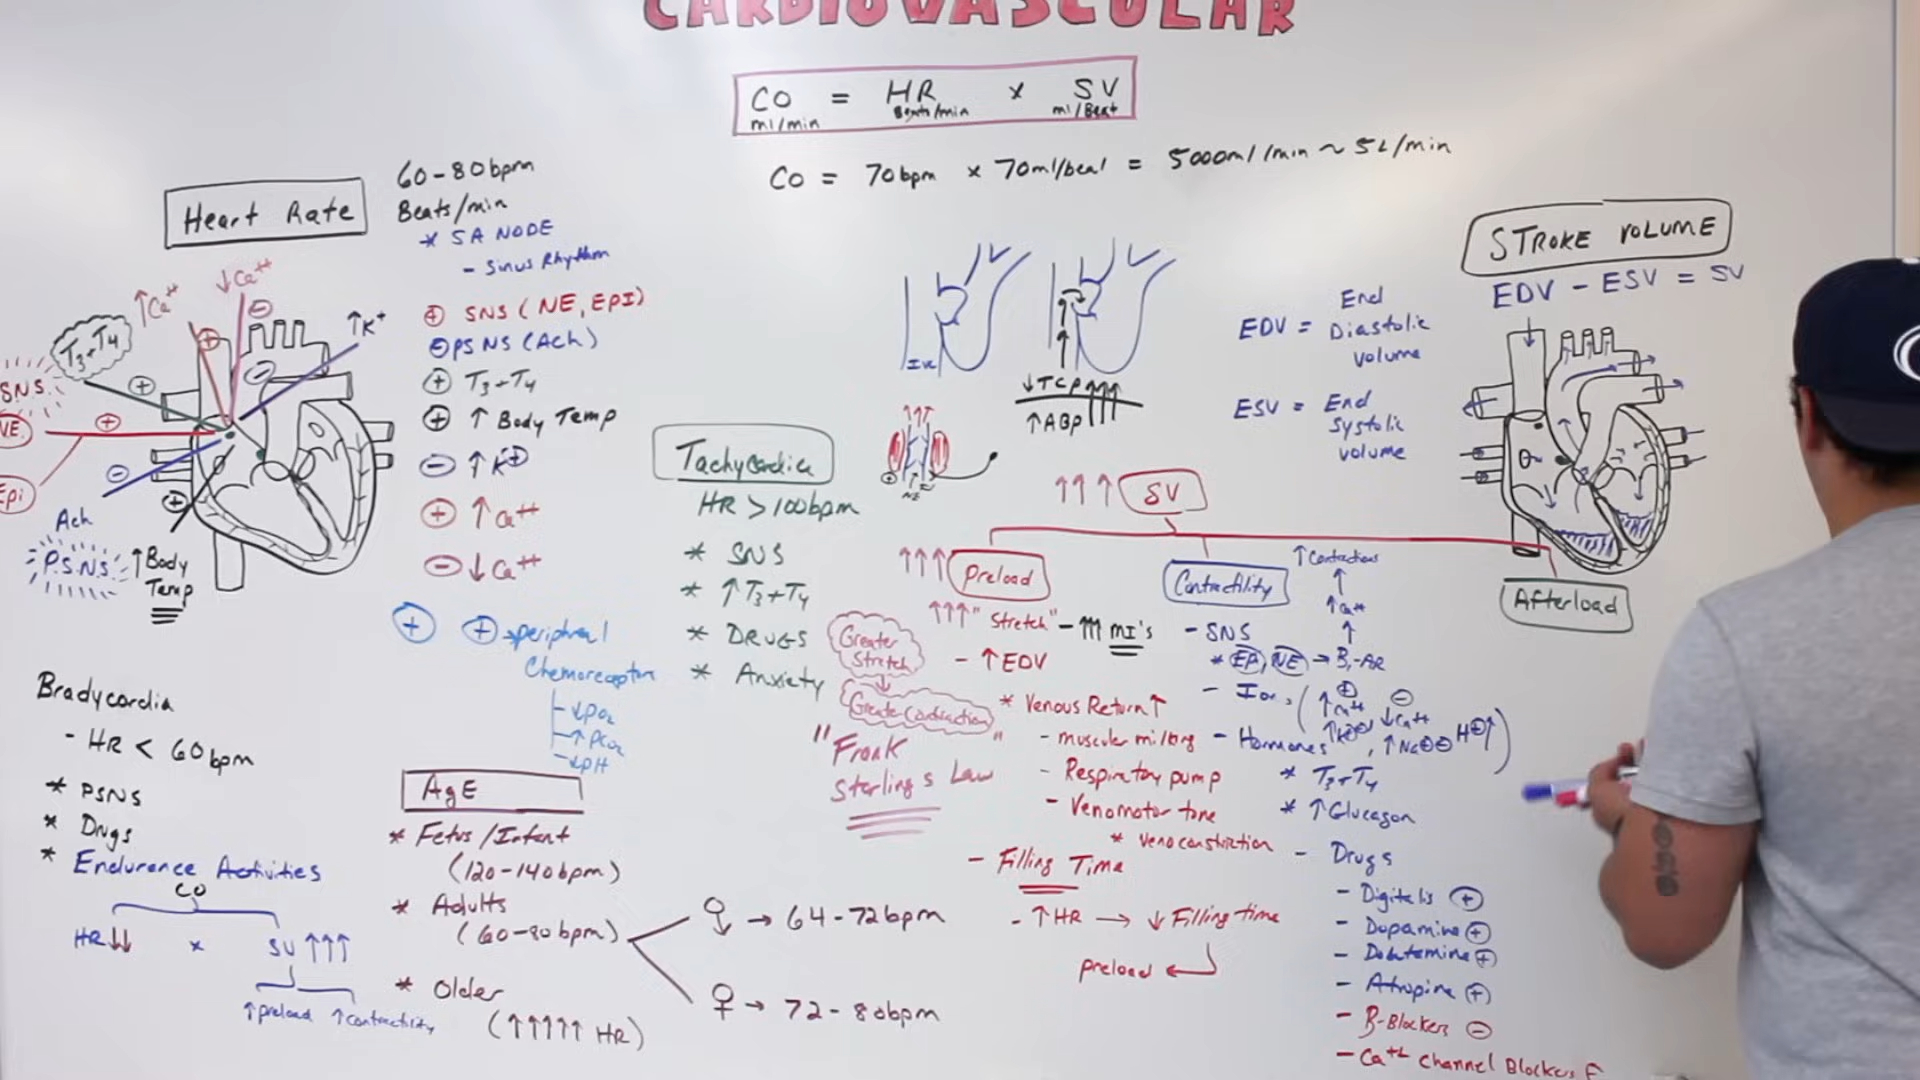 CARDIOVASCULAR
CO = HR x SV
ml/min Beats/min ml/Beat
CO = 70bpm x 70ml/beat = 5000ml/min ~ 5L/min
Heart Rate
60-80bpm
Beats/min
* SA NODE
- Sinus Rhythm
⊕ SNS (NE, EPI)
⊖ PSNS (Ach)
⊕ T3+T4
⊕ ↑ Body Temp
⊖ ↑ K+
⊕ ↑ Ca++
⊖ ↓ Ca++
⊕ ⊕ → peripheral
Chemoreceptors
- ↓PO2
- ↑PCO2
- ↓pH
↑Ca++
↓Ca++
↑K+
T3+T4
S.N.S.
NE
Epi
Ach
P.S.N.S.
↑Body
Temp
Bradycardia
- HR < 60bpm
* PSNS
* Drugs
* Endurance Activities
CO
HR↓↓ x SV ↑↑↑
↑preload ↑contractility
AgE
* Fetus/Infant
(120-140bpm)
* Adults
(60-80bpm)
♂ → 64-72bpm
♀ → 72-80bpm
* Older
(↑↑↑↑↑ HR)
Tachycardia
HR > 100bpm
* SNS
* ↑T3+T4
* DRUGS
* Anxiety
IVC
↓TCP ↑↑↑
↑ABP
NE
↑↑↑ SV
↑↑↑ Preload
↑↑↑ "Stretch" - ↑↑↑ MI's
- ↑EDV
* Venous Return ↑
- muscular milking
- Respiratory pump
- Venomotor tone
* venoconstriction
- Filling Time
- ↑HR → ↓ Filling time
preload ←
Greater
Stretch
↓
Greater Contraction
"Frank
Starling's Law"
Contractility
- SNS
* EPI, NE → B1-AR
↑Ca++
↑Contractions
- Ions (↑Ca++ ⊕ ↓Ca++ ⊖
↑K+⊖, ↑Na+⊖ H+↑)
- Hormones
* T3+T4
* ↑Glucagon
- Drugs
- Digitalis ⊕
- Dopamine ⊕
- Dobutamine ⊕
- Atropine ⊕
- B-Blockers ⊖
- Ca++ channel Blockers
Afterload
STROKE VOLUME
EDV - ESV = SV
EDV = End
Diastolic
volume
ESV = End
Systolic
volume